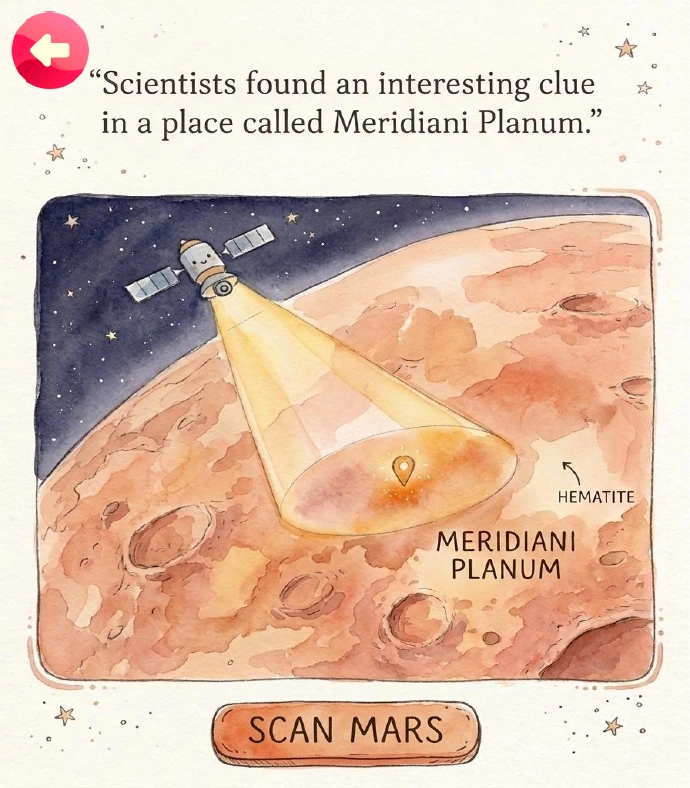 “Scientists found an interesting clue
in a place called Meridiani Planum.”
HEMATITE
MERIDIANI
PLANUM
SCAN MARS